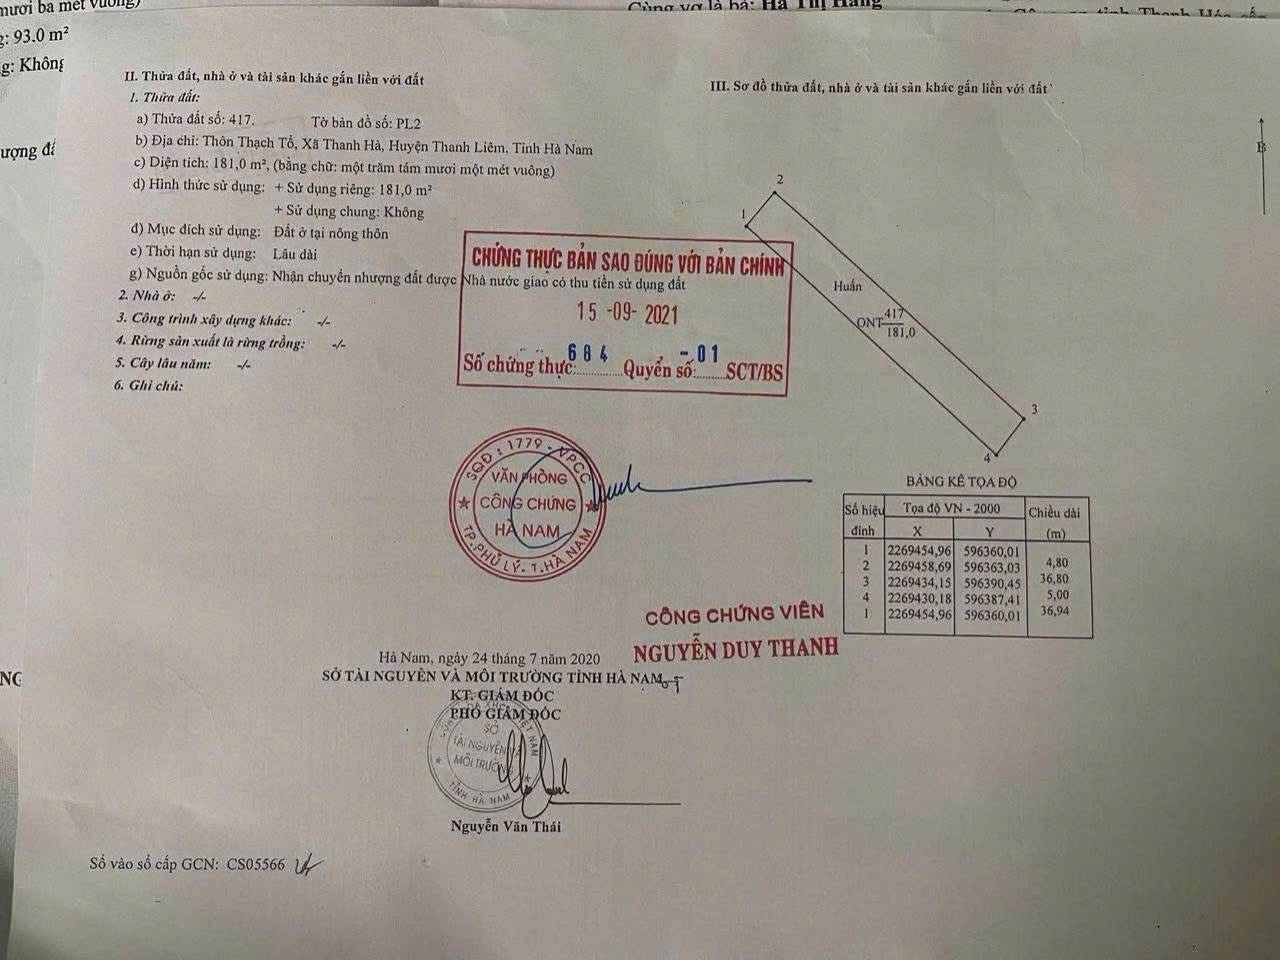 mươi ba mét vuông)
g: 93.0 m²
g: Không
ượng đấ
NG
Cùng vợ là bà: Hà Thị Hằng
II. Thửa đất, nhà ở và tài sản khác gắn liền với đất
1. Thửa đất:
a) Thửa đất số: 417. Tờ bản đồ số: PL2
b) Địa chỉ: Thôn Thạch Tổ, Xã Thanh Hà, Huyện Thanh Liêm, Tỉnh Hà Nam
c) Diện tích: 181,0 m², (bằng chữ: một trăm tám mươi một mét vuông)
d) Hình thức sử dụng: + Sử dụng riêng: 181,0 m²
+ Sử dụng chung: Không
đ) Mục đích sử dụng: Đất ở tại nông thôn
e) Thời hạn sử dụng: Lâu dài
g) Nguồn gốc sử dụng: Nhận chuyển nhượng đất được Nhà nước giao có thu tiền sử dụng đất
2. Nhà ở: -/-
3. Công trình xây dựng khác: -/-
4. Rừng sản xuất là rừng trồng: -/-
5. Cây lâu năm: -/-
6. Ghi chú:
CHỨNG THỰC BẢN SAO ĐÚNG VỚI BẢN CHÍNH
15 -09- 2021
Số chứng thực: 684 Quyển số: -01 SCT/BS
SQĐ: 1779 - VPCC
VĂN PHÒNG
CÔNG CHỨNG
HÀ NAM
TP.PHỦ LÝ - T.HÀ NAM
CÔNG CHỨNG VIÊN
NGUYỄN DUY THANH
Hà Nam, ngày 24 tháng 7 năm 2020
SỞ TÀI NGUYÊN VÀ MÔI TRƯỜNG TỈNH HÀ NAM
KT. GIÁM ĐỐC
PHÓ GIÁM ĐỐC
SỞ
TÀI NGUYÊN VÀ
MÔI TRƯỜNG
TỈNH HÀ NAM
Nguyễn Văn Thái
Số vào sổ cấp GCN: CS05566
III. Sơ đồ thửa đất, nhà ở và tài sản khác gắn liền với đất
B
2
1
Huấn
ONT 417
181,0
3
4
BẢNG KÊ TỌA ĐỘ
Số hiệu đỉnh Tọa độ VN - 2000 Chiều dài (m)
X Y
1 2269454,96 596360,01
4,80
2 2269458,69 596363,03
36,80
3 2269434,15 596390,45
5,00
4 2269430,18 596387,41
36,94
1 2269454,96 596360,01